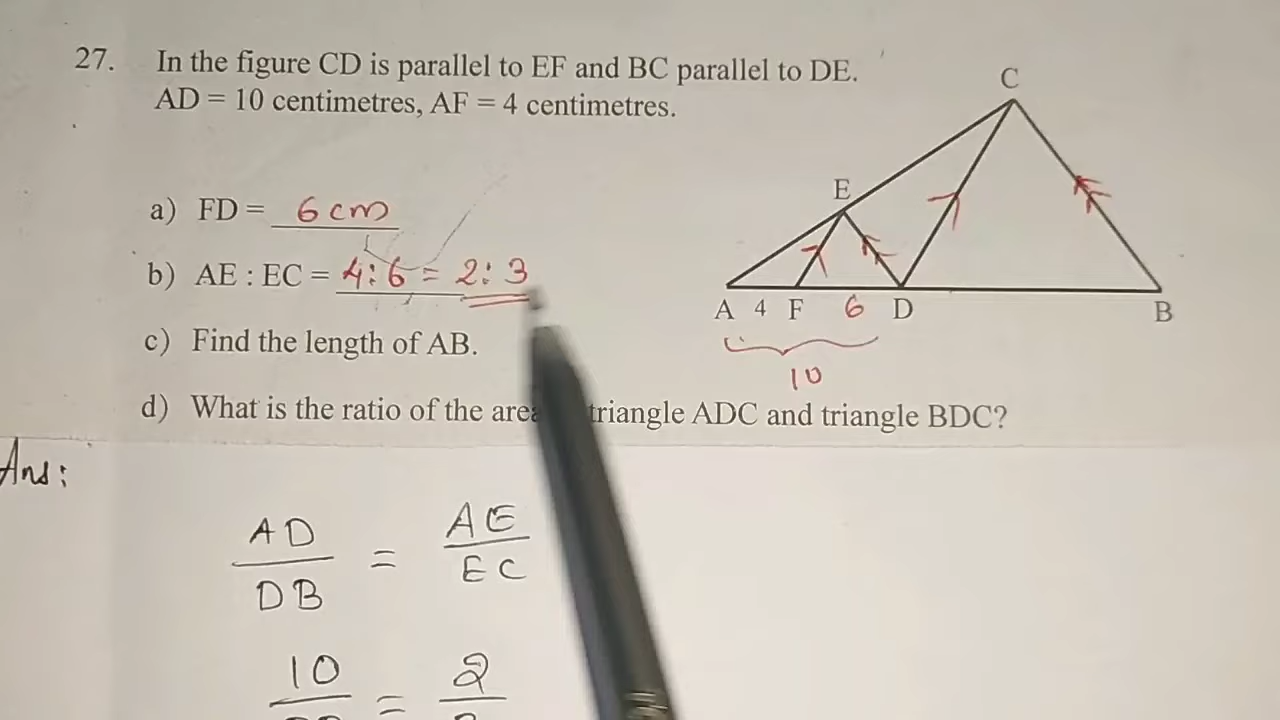 27. In the figure CD is parallel to EF and BC parallel to DE.
AD = 10 centimetres, AF = 4 centimetres.
a) FD = 6 cm
b) AE : EC = 4:6 = 2:3
c) Find the length of AB.
d) What is the ratio of the area triangle ADC and triangle BDC?
C
E
A 4 F 6 D B
10
Ans:
AD / DB = AE / EC
10 = 2